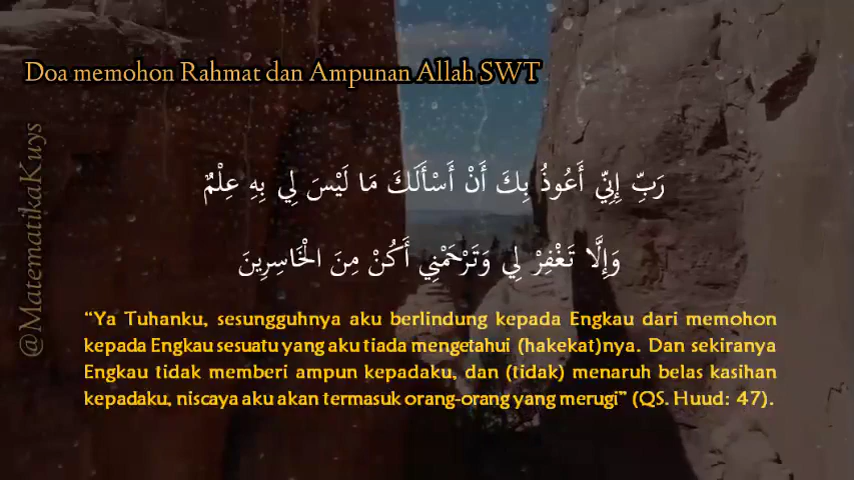 Doa memohon Rahmat dan Ampunan Allah SWT
@MatematikaKuys
رَبِّ إِنِّي أَعُوذُ بِكَ أَنْ أَسْأَلَكَ مَا لَيْسَ لِي بِهِ عِلْمٌ
وَإِلَّا تَغْفِرْ لِي وَتَرْحَمْنِي أَكُنْ مِنَ الْخَاسِرِينَ
“Ya Tuhanku, sesungguhnya aku berlindung kepada Engkau dari memohon
kepada Engkau sesuatu yang aku tiada mengetahui (hakekat)nya. Dan sekiranya
Engkau tidak memberi ampun kepadaku, dan (tidak) menaruh belas kasihan
kepadaku, niscaya aku akan termasuk orang-orang yang merugi” (QS. Huud: 47).